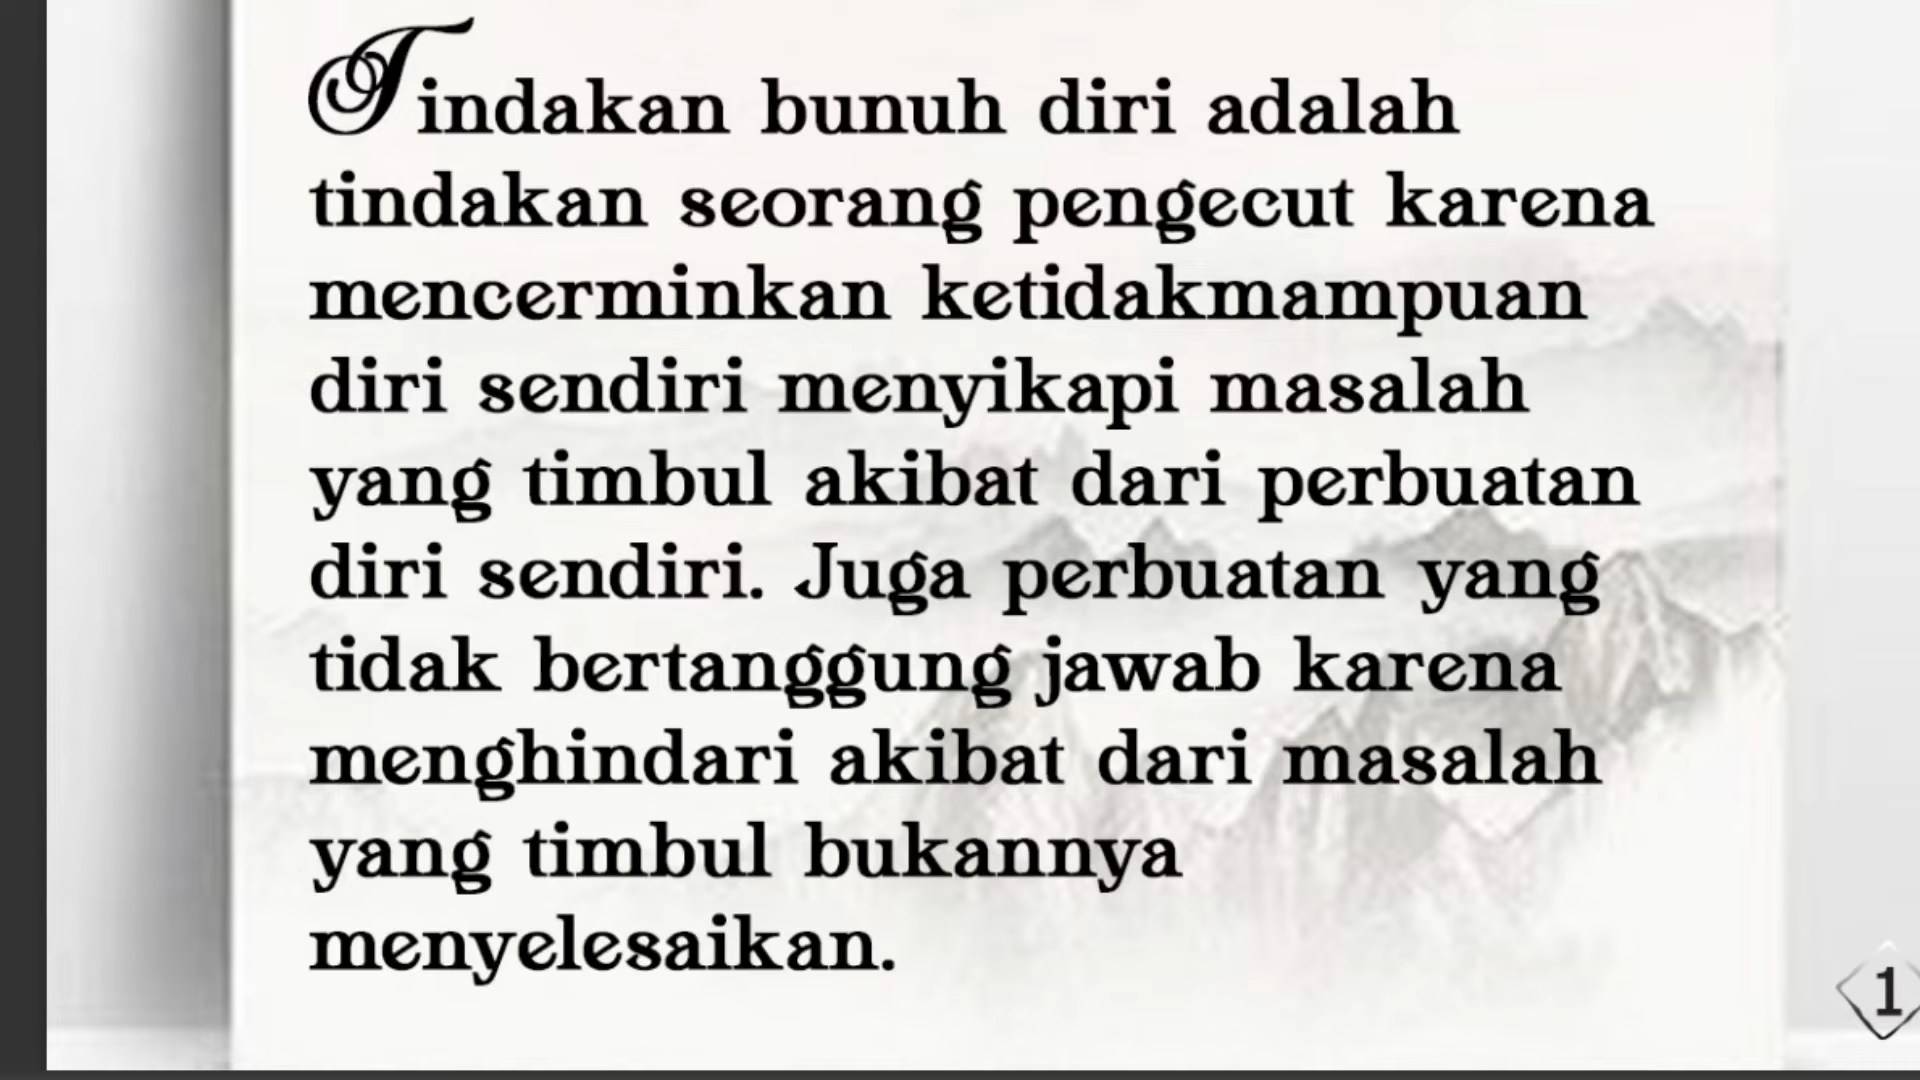 Tindakan bunuh diri adalah
tindakan seorang pengecut karena
mencerminkan ketidakmampuan
diri sendiri menyikapi masalah
yang timbul akibat dari perbuatan
diri sendiri. Juga perbuatan yang
tidak bertanggung jawab karena
menghindari akibat dari masalah
yang timbul bukannya
menyelesaikan.
1